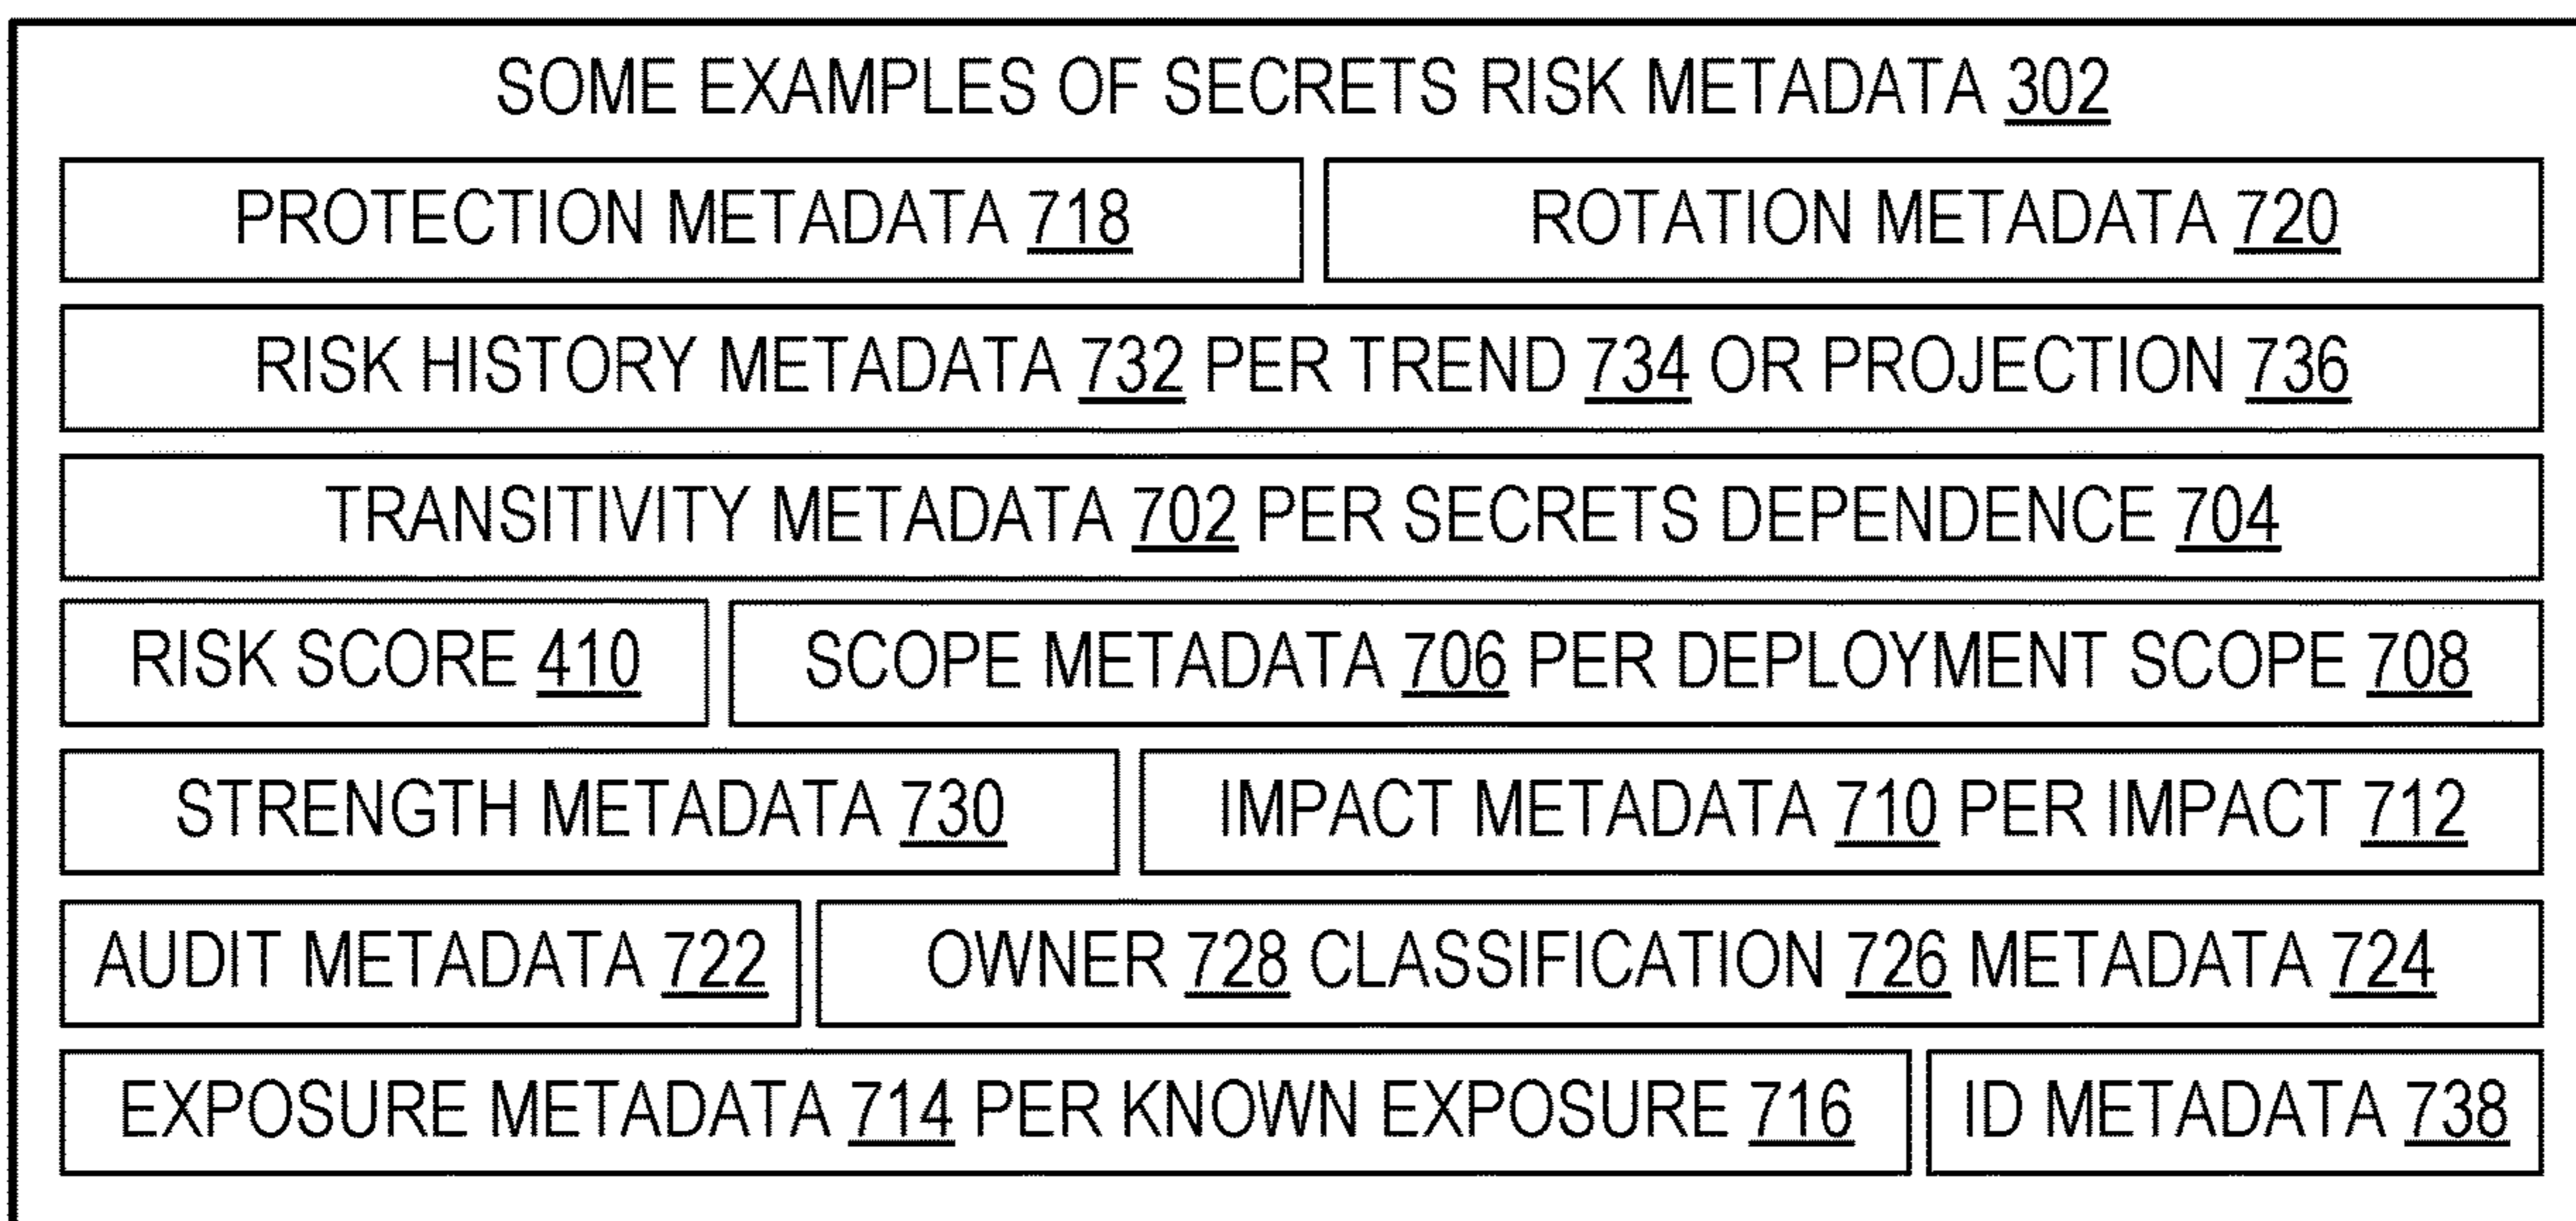 SOME EXAMPLES OF SECRETS RISK METADATA 302
PROTECTION METADATA 718
ROTATION METADATA 720
RISK HISTORY METADATA 732 PER TREND 734 OR PROJECTION 736
TRANSITIVITY METADATA 702 PER SECRETS DEPENDENCE 704
RISK SCORE 410
SCOPE METADATA 706 PER DEPLOYMENT SCOPE 708
STRENGTH METADATA 730
IMPACT METADATA 710 PER IMPACT 712
AUDIT METADATA 722
OWNER 728 CLASSIFICATION 726 METADATA 724
EXPOSURE METADATA 714 PER KNOWN EXPOSURE 716
ID METADATA 738